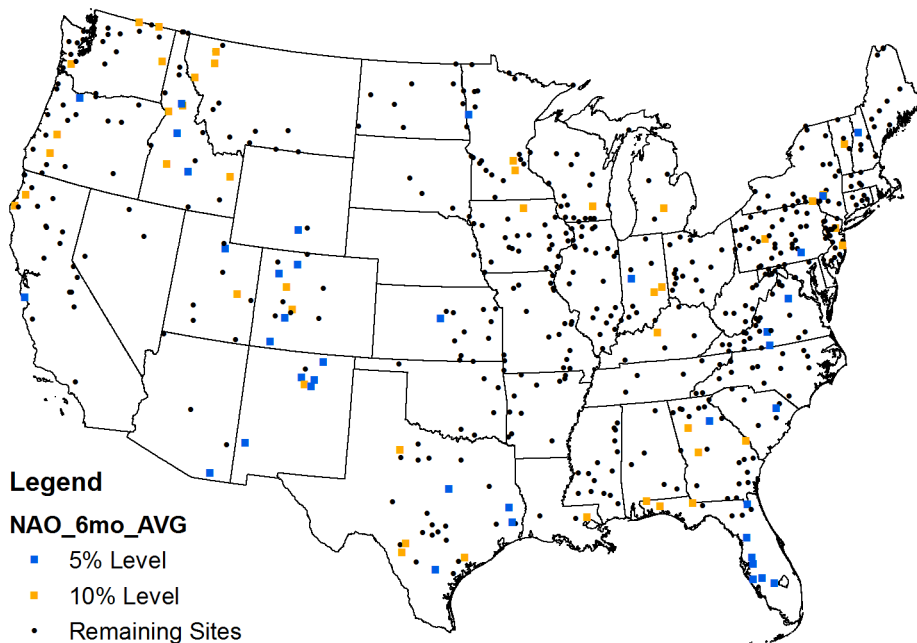 Legend
NAO_6mo_AVG
5% Level
10% Level
Remaining Sites